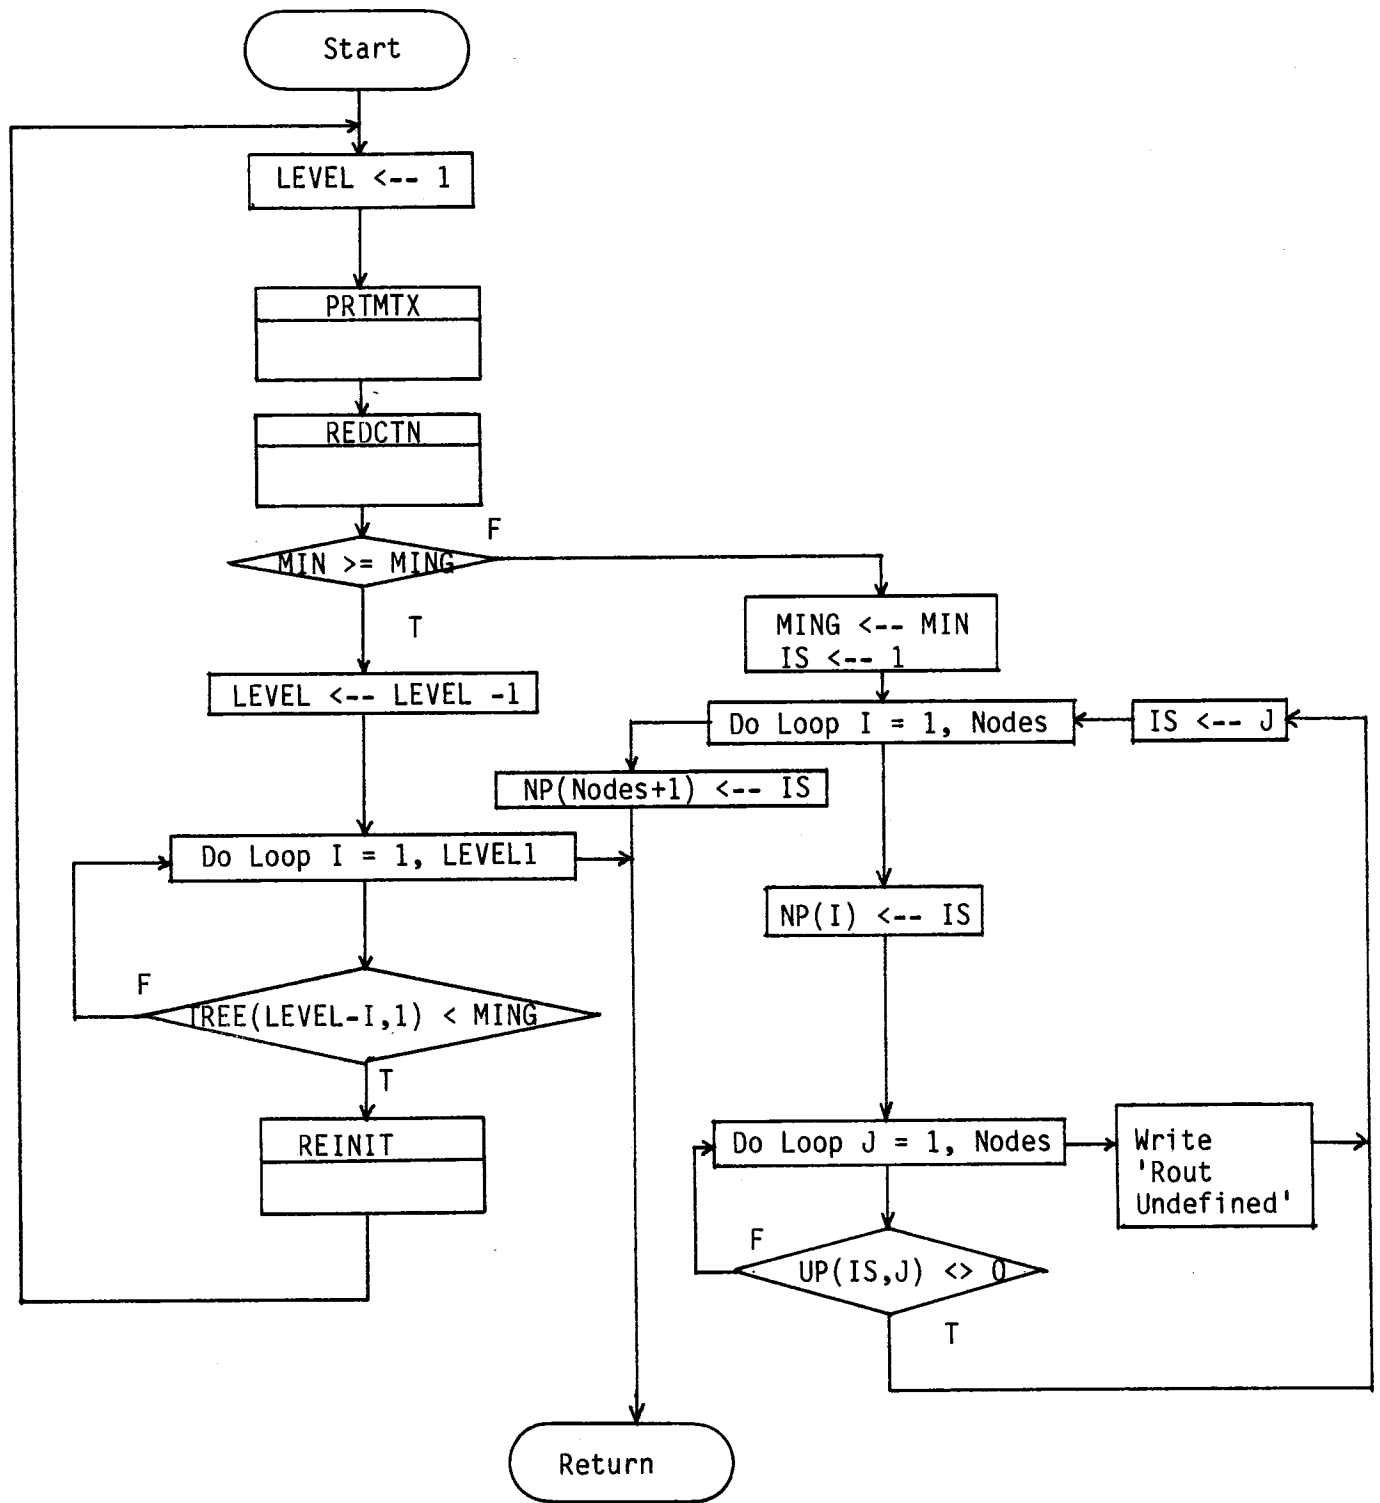 Start
LEVEL <-- 1
PRTMTX
REDCTN
F
MIN >= MING
T
MING <-- MIN
IS <-- 1
LEVEL <-- LEVEL -1
Do Loop I = 1, Nodes
IS <-- J
NP(Nodes+1) <-- IS
Do Loop I = 1, LEVEL1
NP(I) <-- IS
F
TREE(LEVEL-I,1) < MING
T
REINIT
Do Loop J = 1, Nodes
Write
'Rout
Undefined'
F
UP(IS,J) <> 0
T
Return